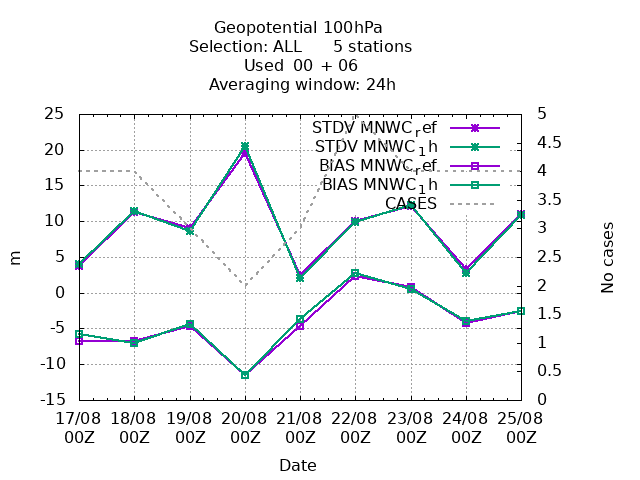 Geopotential 100hPa
Selection: ALL 5 stations
Used 00 + 06
Averaging window: 24h
25
20
15
10
5
0
-5
-10
-15
m
5
4.5
4
3.5
3
2.5
2
1.5
1
0.5
0
No cases
STDV MNWC_ref
STDV MNWC_1h
BIAS MNWC_ref
BIAS MNWC_1h
CASES
17/08 18/08 19/08 20/08 21/08 22/08 23/08 24/08 25/08
00Z 00Z 00Z 00Z 00Z 00Z 00Z 00Z 00Z
Date